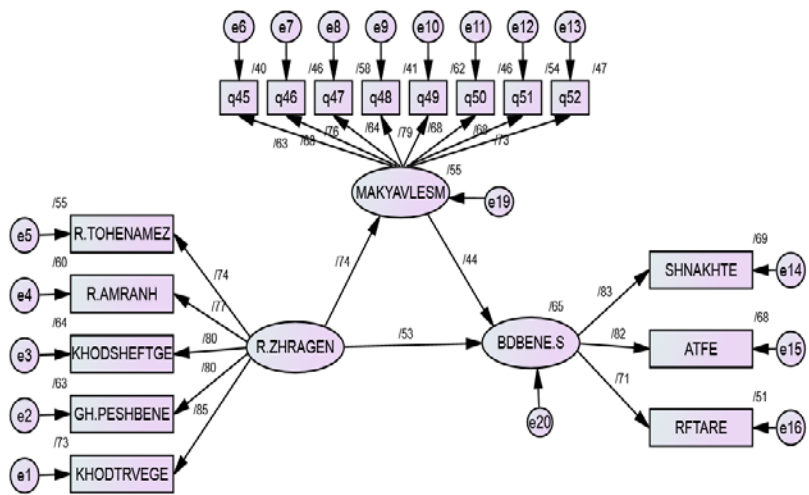 e6 e7 e8 e9 e10 e11 e12 e13
/40 /46 /58 /41 /62 /46 /54 /47
q45 q46 q47 q48 q49 q50 q51 q52
/63 /68 /76 /64 /79 /68 /68 /73
MAKYAVLESM /55
e19
/55
e5 R.TOHENAMEZ
/74
/60
e4 R.AMRANH
/77
/64
e3 KHODSHEFTGE
/80
/63
e2 GH.PESHBENE
/80
/73
e1 KHODTRVEGE
/85
R.ZHRAGEN
/74
/44
/53
/65
BDBENE.S
e20
/69
SHNAKHTE e14
/83
/68
ATFE e15
/82
/51
RFTARE e16
/71